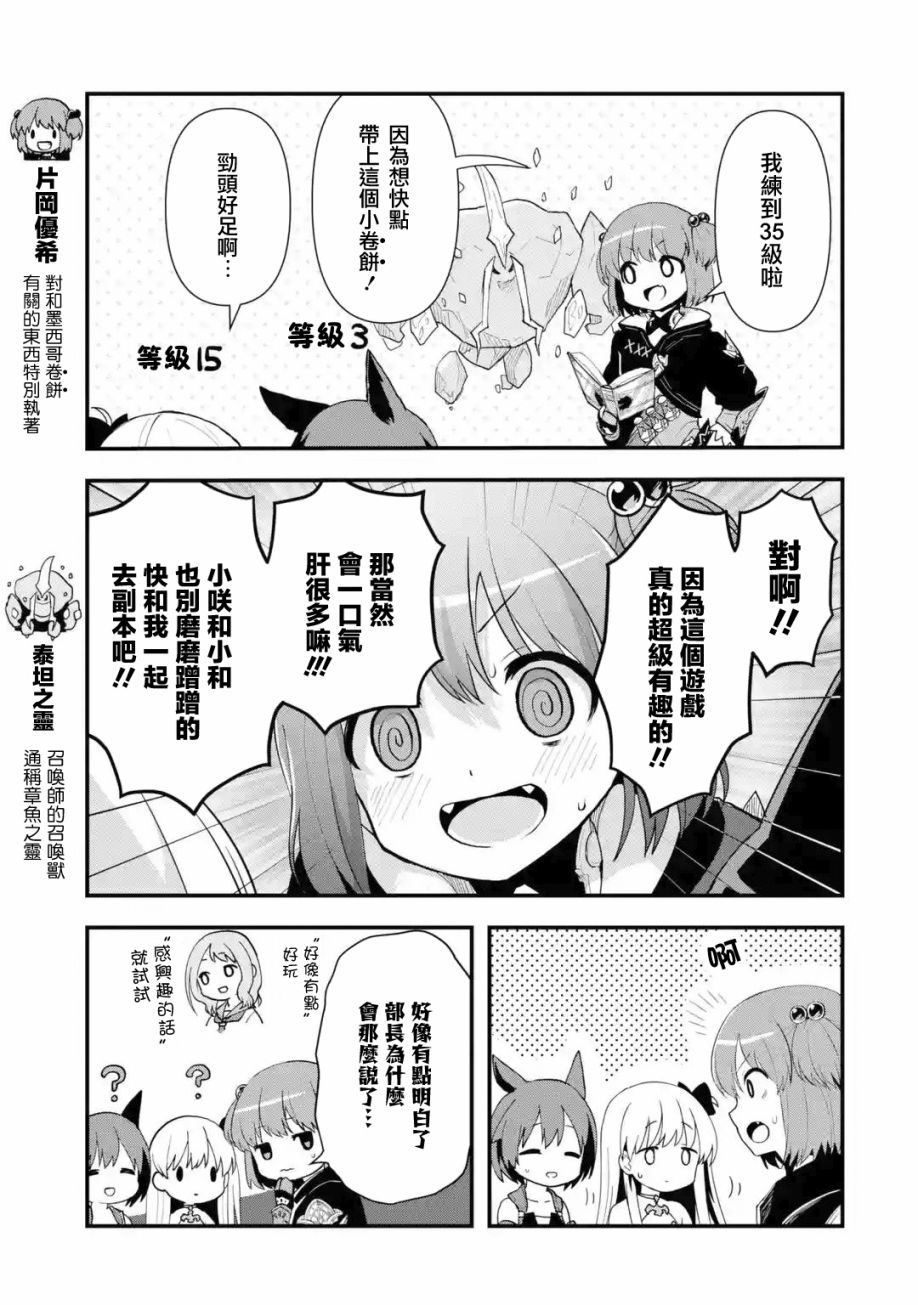 我練到35級啦
因為想快點
帶上這個小卷餅！
勁頭好足啊…
等級3
等級15
片岡優希
對和墨西哥卷餅
有關的東西特別執著
對啊!!
因為這個遊戲
真的超級有趣的!!
那當然
會一口氣
肝很多嘛!!!
小咲和小和
也別磨磨蹭蹭的
快和我一起
去副本吧!!
泰坦之靈
召喚師的召喚獸
通稱章魚之靈
啊
好像有點明白了
部長為什麼
會那麼說了…
“好像有點
好玩”
“感興趣的話
就試試”
？
？